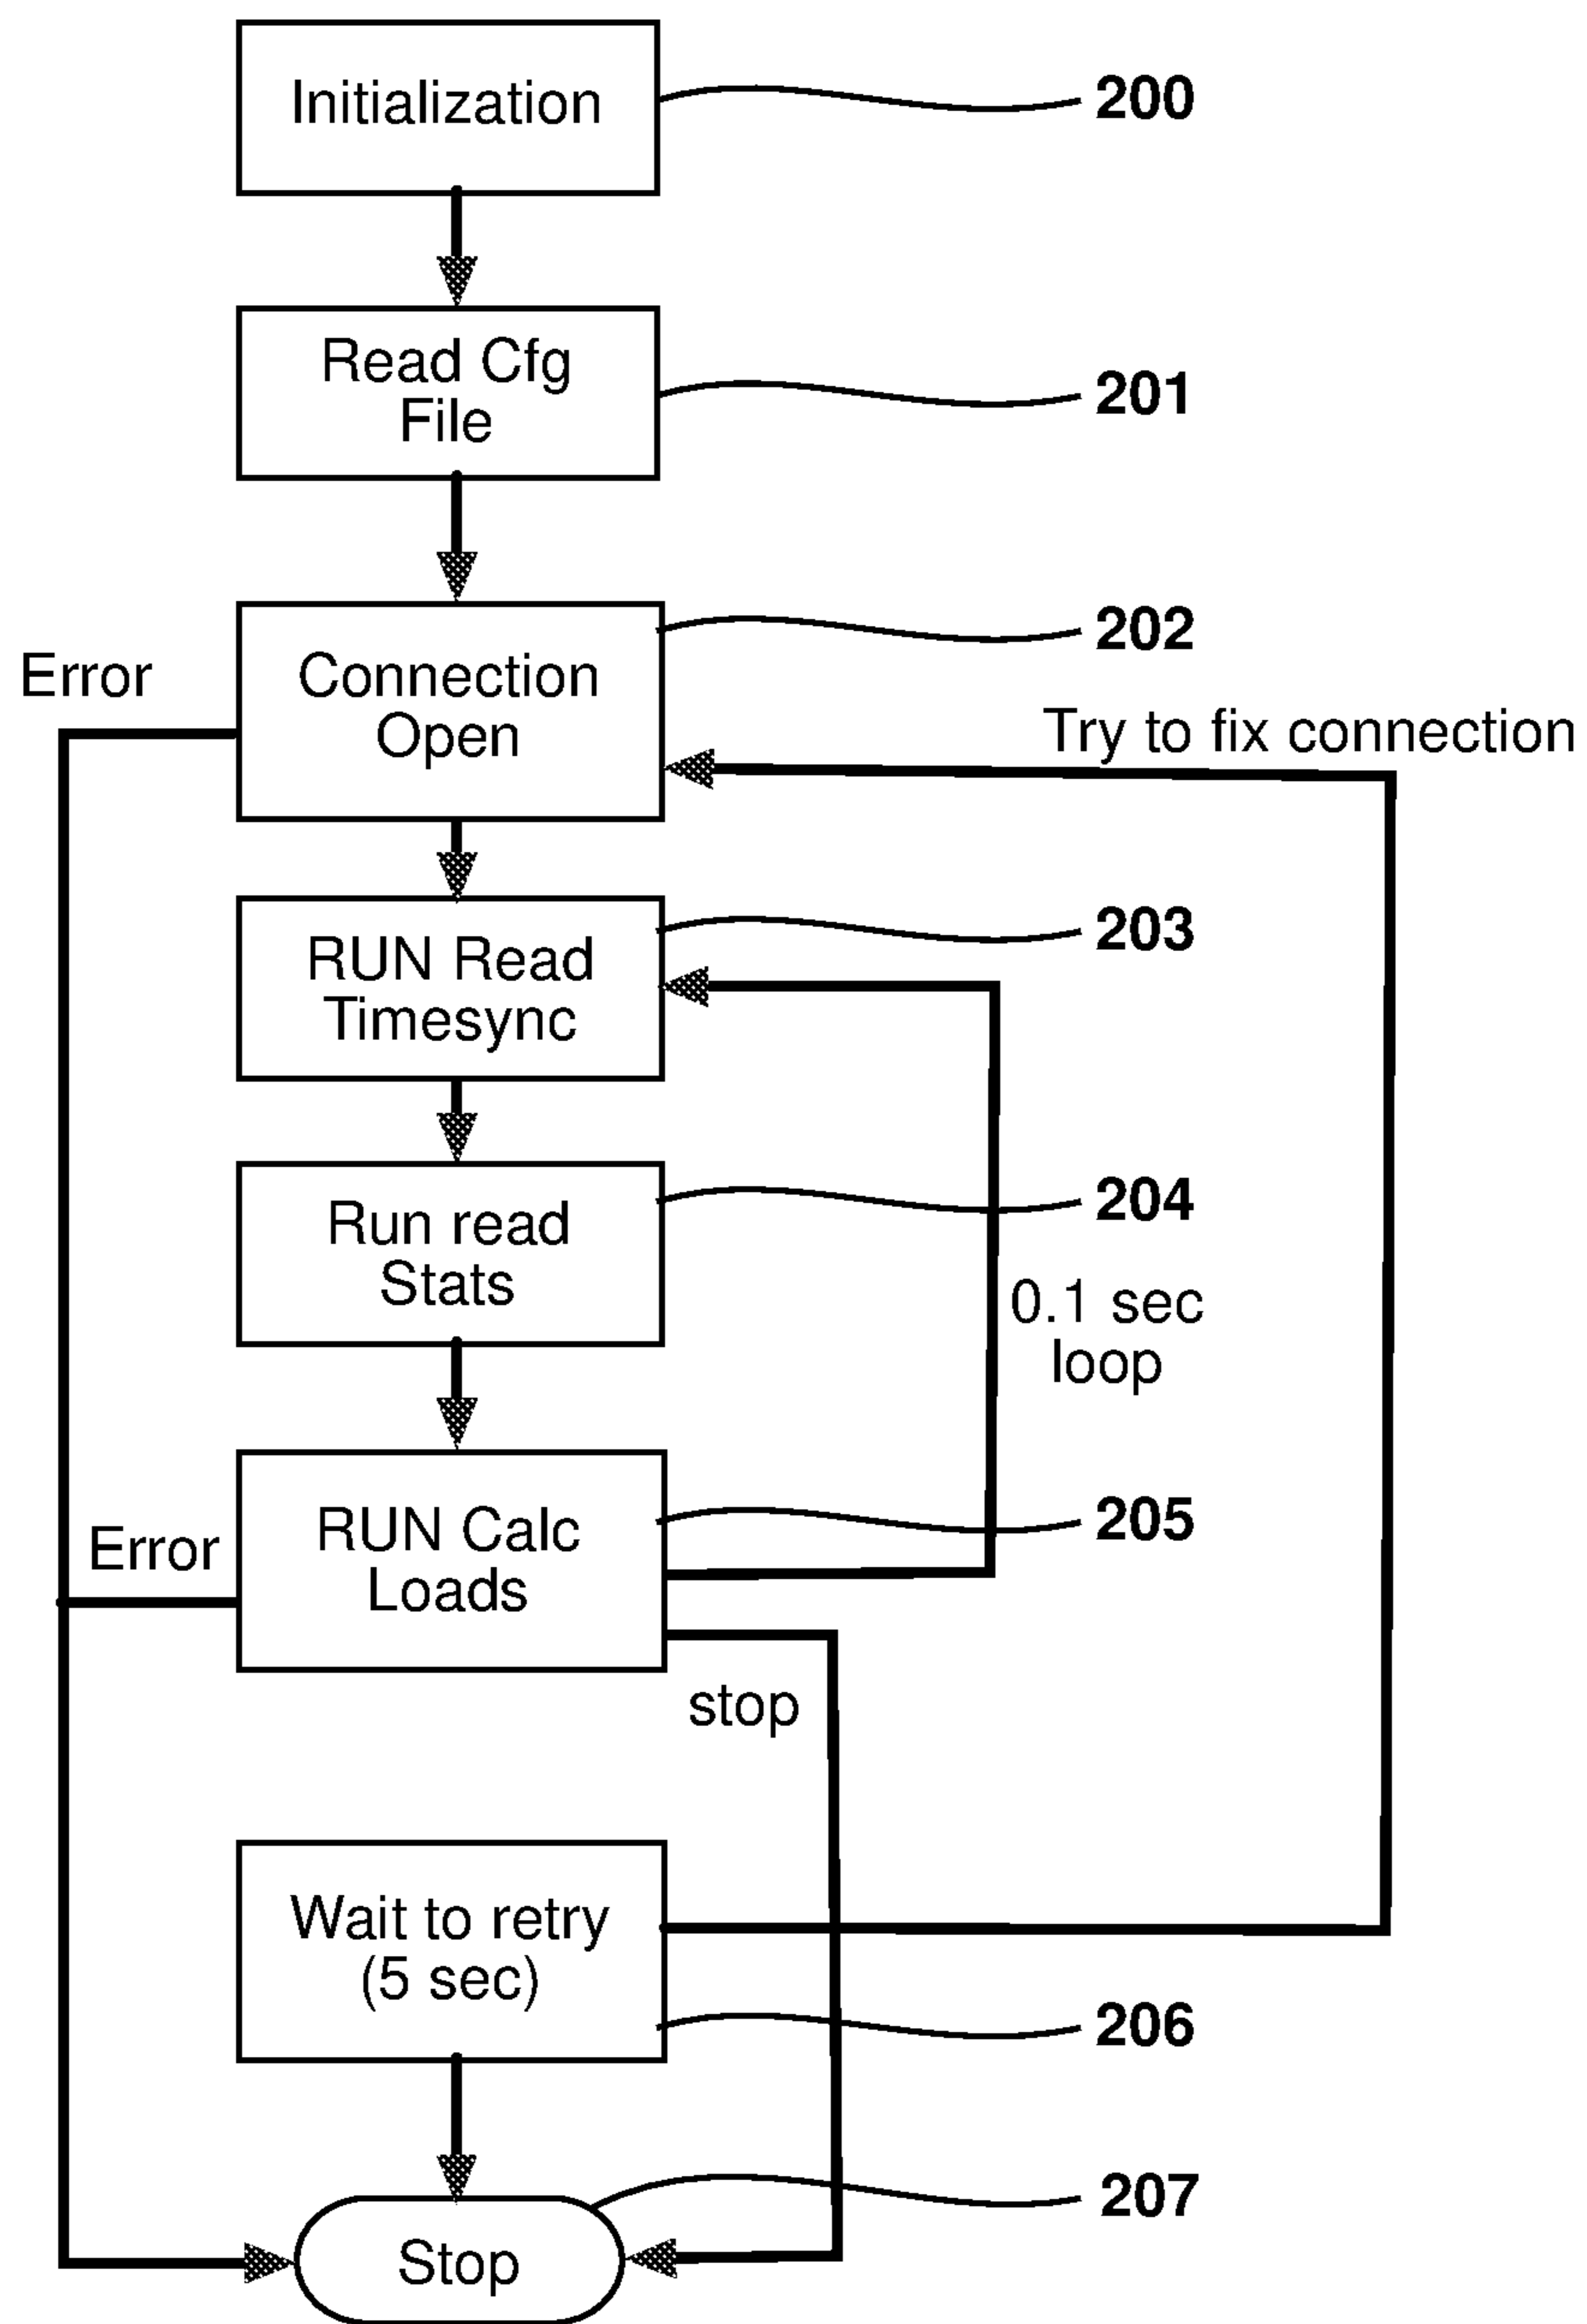 Initialization
200
Read Cfg
File
201
202
Error
Connection
Open
Try to fix connection
203
RUN Read
Timesync
204
Run read
Stats
0.1 sec
loop
205
Error
RUN Calc
Loads
stop
Wait to retry
(5 sec)
206
207
Stop